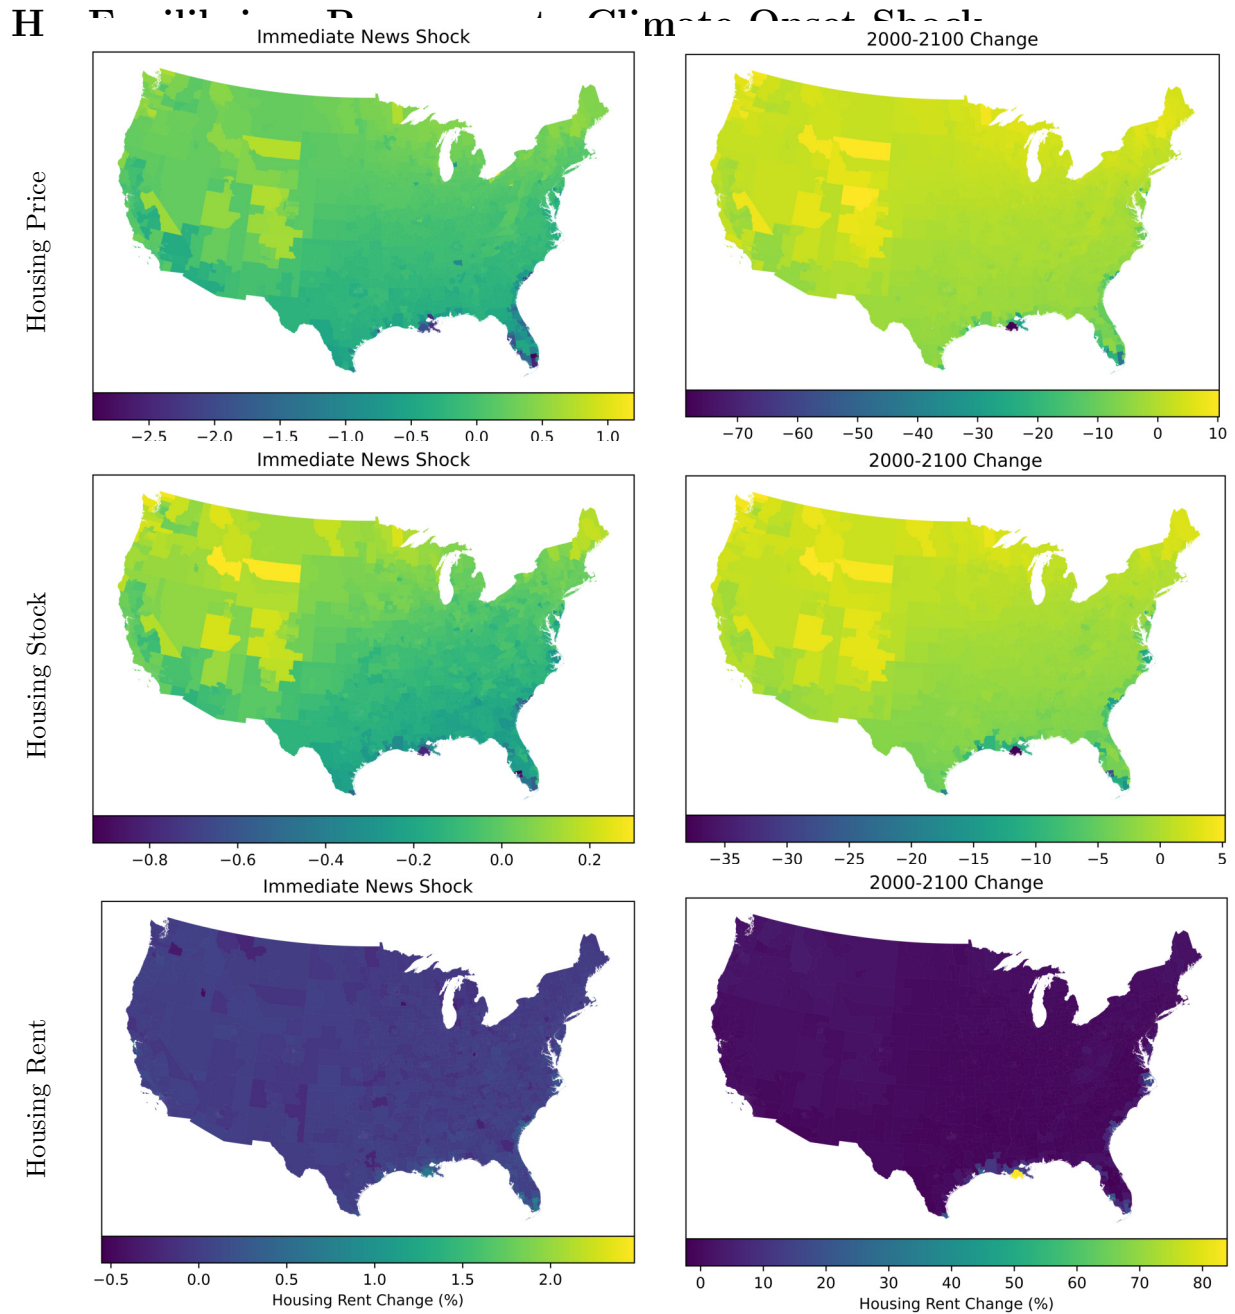 H
Immediate News Shock
2000-2100 Change
Housing Price
−2.5 −2.0 −1.5 −1.0 −0.5 0.0 0.5 1.0
−70 −60 −50 −40 −30 −20 −10 0 10
Immediate News Shock
2000-2100 Change
Housing Stock
−0.8 −0.6 −0.4 −0.2 0.0 0.2
−35 −30 −25 −20 −15 −10 −5 0 5
Immediate News Shock
2000-2100 Change
Housing Rent
−0.5 0.0 0.5 1.0 1.5 2.0
Housing Rent Change (%)
0 10 20 30 40 50 60 70 80
Housing Rent Change (%)